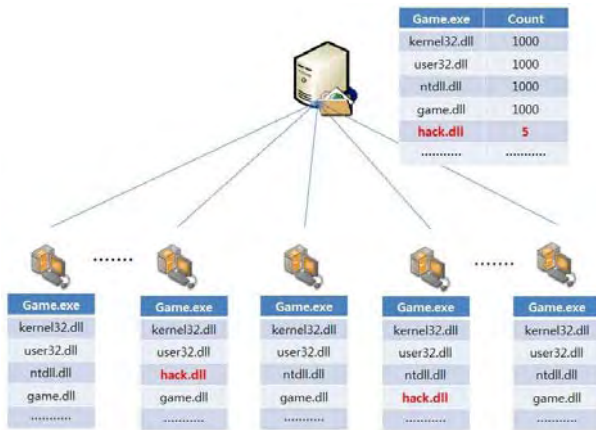 Game.exe Count
kernel32.dll 1000
user32.dll 1000
ntdll.dll 1000
game.dll 1000
hack.dll 5
........... ...........
....... .......
Game.exe
kernel32.dll
user32.dll
ntdll.dll
game.dll
...........
Game.exe
kernel32.dll
user32.dll
hack.dll
game.dll
...........
Game.exe
kernel32.dll
user32.dll
ntdll.dll
game.dll
...........
Game.exe
kernel32.dll
user32.dll
ntdll.dll
hack.dll
...........
Game.exe
kernel32.dll
user32.dll
ntdll.dll
game.dll
...........